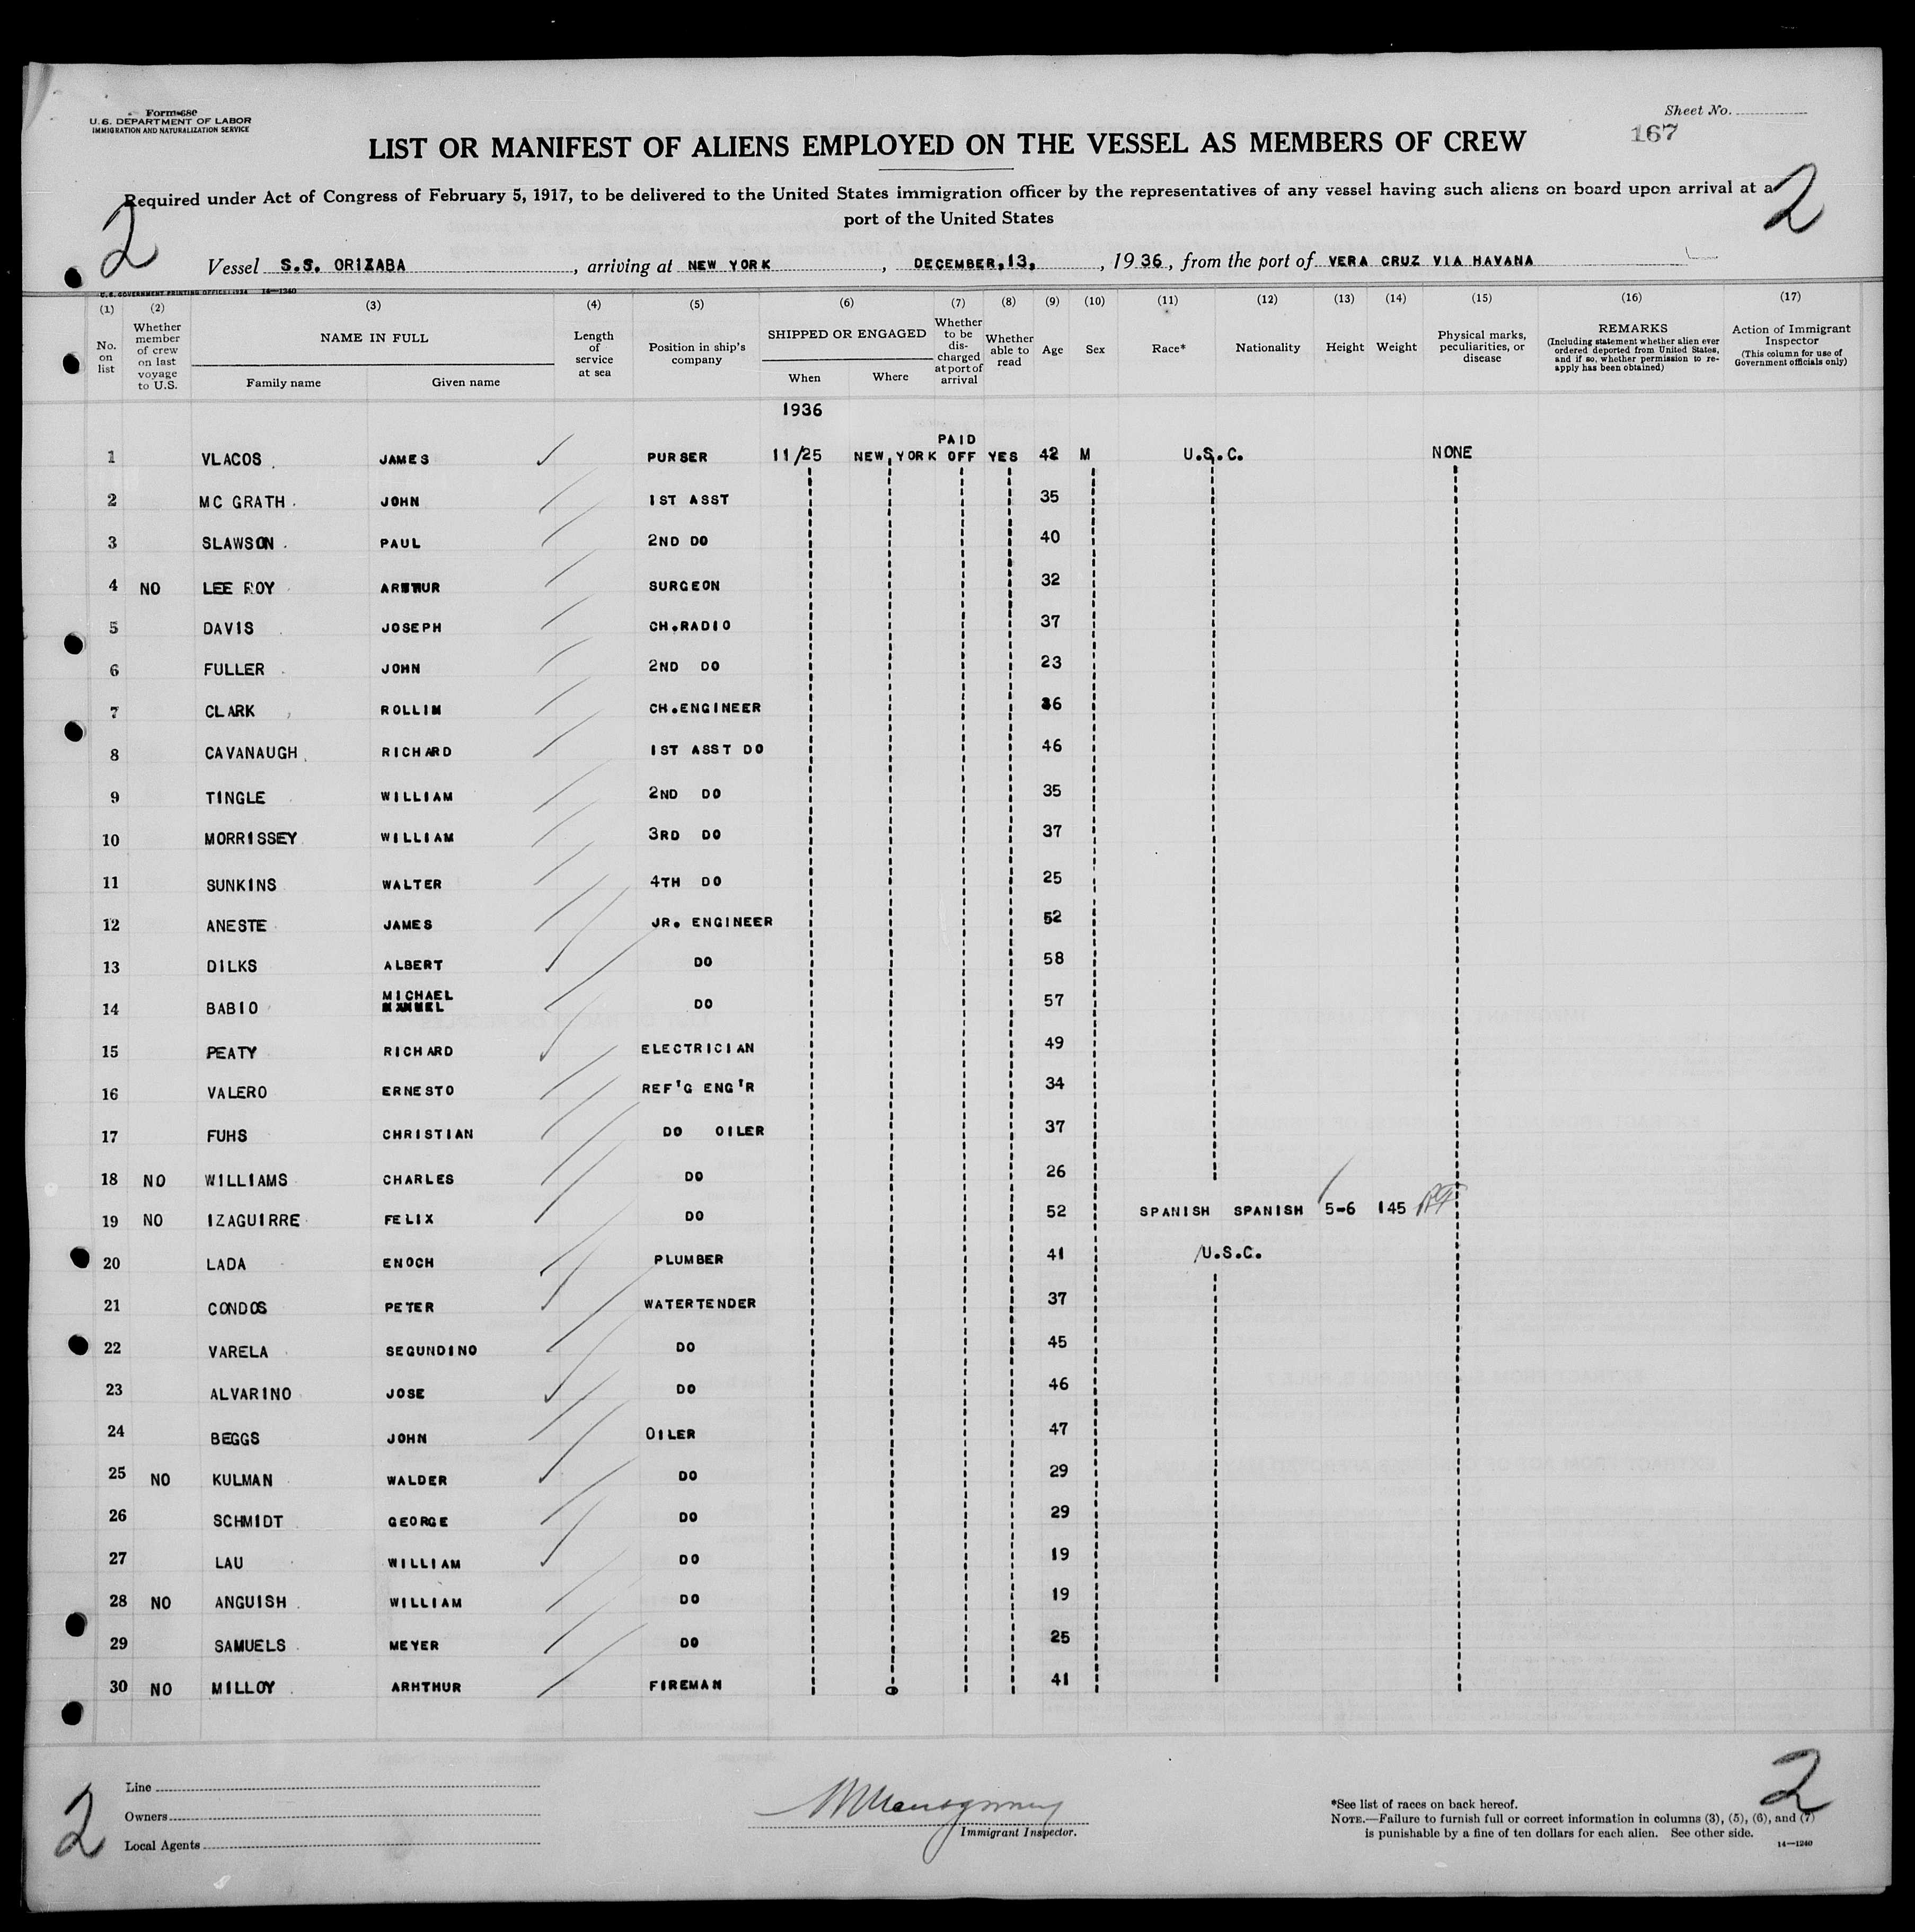 Form 680
U. S. DEPARTMENT OF LABOR
IMMIGRATION AND NATURALIZATION SERVICE
Sheet No.
167
LIST OR MANIFEST OF ALIENS EMPLOYED ON THE VESSEL AS MEMBERS OF CREW
Required under Act of Congress of February 5, 1917, to be delivered to the United States immigration officer by the representatives of any vessel having such aliens on board upon arrival at a
port of the United States
2 2
Vessel S.S. ORIZABA, arriving at NEW YORK, DECEMBER,13,, 1936, from the port of VERA CRUZ VIA HAVANA
U.S. GOVERNMENT PRINTING OFFICE: 1934 14—1240
(1) (2) (3) (4) (5) (6) (7) (8) (9) (10) (11) (12) (13) (14) (15) (16) (17)
No. on list
Whether member of crew on last voyage to U.S.
NAME IN FULL
Family name Given name
Length of service at sea
Position in ship's company
SHIPPED OR ENGAGED
When Where
Whether to be discharged at port of arrival
Whether able to read
Age
Sex
Race*
Nationality
Height
Weight
Physical marks, peculiarities, or disease
REMARKS
(Including statement whether alien ever ordered deported from United States, and if so, whether permission to reapply has been obtained)
Action of Immigrant Inspector
(This column for use of Government officials only)
1936
1 VLACOS JAMES PURSER 11/25 NEW YORK PAID OFF YES 42 M U.S.C. NONE
2 MC GRATH JOHN 1ST ASST 35
3 SLAWSON PAUL 2ND DO 40
4 NO LEE ROY ARTHUR SURGEON 32
5 DAVIS JOSEPH CH.RADIO 37
6 FULLER JOHN 2ND DO 23
7 CLARK ROLLIN CH.ENGINEER 36
8 CAVANAUGH RICHARD 1ST ASST DO 46
9 TINGLE WILLIAM 2ND DO 35
10 MORRISSEY WILLIAM 3RD DO 37
11 SUNKINS WALTER 4TH DO 25
12 ANESTE JAMES JR. ENGINEER 52
13 DILKS ALBERT DO 58
14 BABIO MICHAEL DO 57
15 PEATY RICHARD ELECTRICIAN 49
16 VALERO ERNESTO REF'G ENG'R 34
17 FUHS CHRISTIAN DO OILER 37
18 NO WILLIAMS CHARLES DO 26
19 NO IZAGUIRRE FELIX DO 52 SPANISH SPANISH 5-6 145
20 LADA ENOCH PLUMBER 41 U.S.C.
21 CONDOS PETER WATERTENDER 37
22 VARELA SEGUNDINO DO 45
23 ALVARINO JOSE DO 46
24 BEGGS JOHN OILER 47
25 NO KULMAN WALDER DO 29
26 SCHMIDT GEORGE DO 29
27 LAU WILLIAM DO 19
28 NO ANGUISH WILLIAM DO 19
29 SAMUELS MEYER DO 25
30 NO MILLOY ARHTHUR FIREMAN 41
Line
Owners
Local Agents
2 2
Immigrant Inspector.
*See list of races on back hereof.
NOTE.—Failure to furnish full or correct information in columns (3), (5), (6), and (7)
is punishable by a fine of ten dollars for each alien. See other side.
14—1240